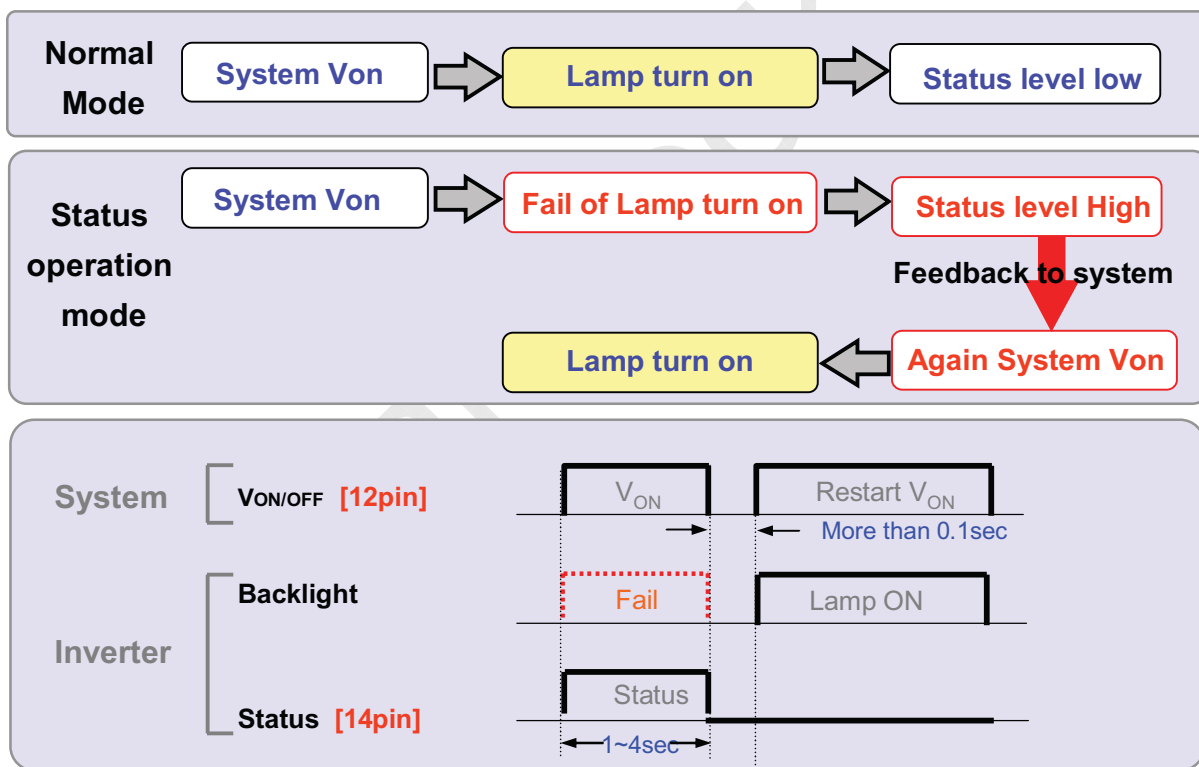 Normal
Mode
System Von
Lamp turn on
Status level low
Status
operation
mode
System Von
Fail of Lamp turn on
Status level High
Feedback to system
Lamp turn on
Again System Von
System
VON/OFF [12pin]
VON
Restart VON
More than 0.1sec
Inverter
Backlight
Fail
Lamp ON
Status [14pin]
Status
1~4sec